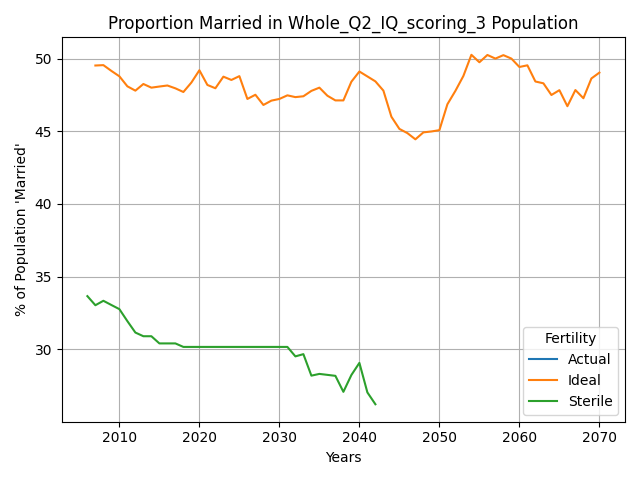 Proportion Married in Whole_Q2_IQ_scoring_3 Population
% of Population 'Married'
50
45
40
35
30
2010 2020 2030 2040 2050 2060 2070
Years
Fertility
Actual
Ideal
Sterile